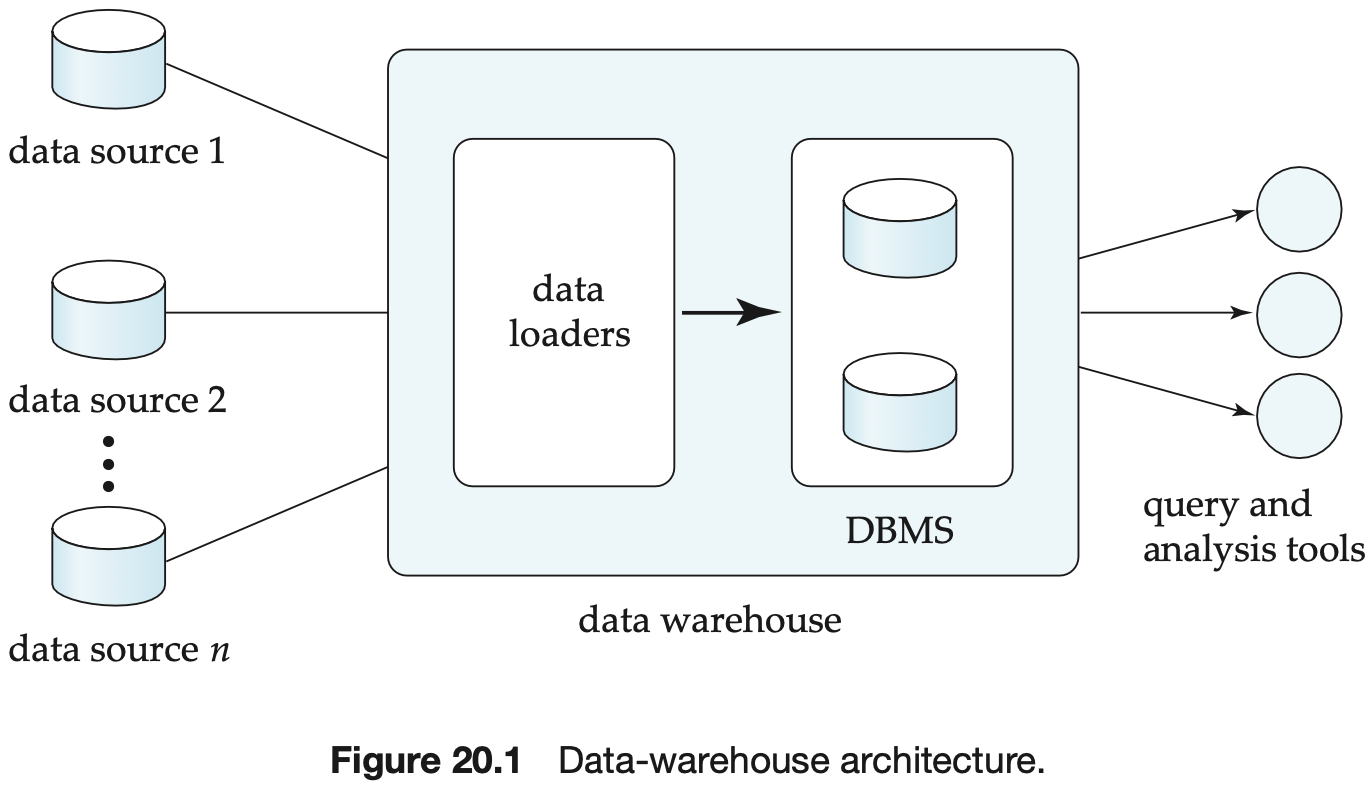 data source 1
data source 2
data source n
data
loaders
DBMS
data warehouse
query and
analysis tools
Figure 20.1 Data-warehouse architecture.